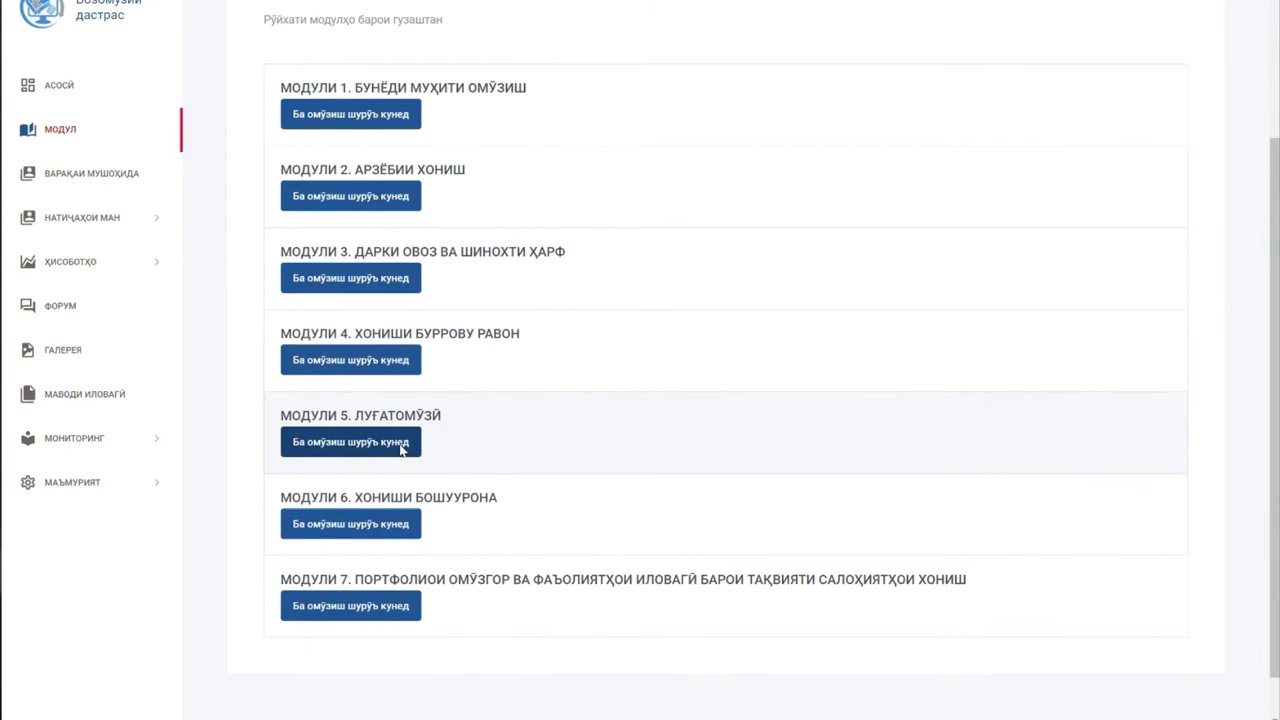 дастрас
АСОСӢ
МОДУЛ
ВАРАҚАИ МУШОҲИДА
НАТИҶАҲОИ МАН
ҲИСОБОТҲО
ФОРУМ
ГАЛЕРЕЯ
МАВОДИ ИЛОВАГӢ
МОНИТОРИНГ
МАЪМУРИЯТ
Рӯйхати модулҳо барои гузаштан
МОДУЛИ 1. БУНЁДИ МУҲИТИ ОМӮЗИШ
Ба омӯзиш шурӯъ кунед
МОДУЛИ 2. АРЗЁБИИ ХОНИШ
Ба омӯзиш шурӯъ кунед
МОДУЛИ 3. ДАРКИ ОВОЗ ВА ШИНОХТИ ҲАРФ
Ба омӯзиш шурӯъ кунед
МОДУЛИ 4. ХОНИШИ БУРРОВУ РАВОН
Ба омӯзиш шурӯъ кунед
МОДУЛИ 5. ЛУҒАТОМӮЗӢ
Ба омӯзиш шурӯъ кунед
МОДУЛИ 6. ХОНИШИ БОШУУРОНА
Ба омӯзиш шурӯъ кунед
МОДУЛИ 7. ПОРТФОЛИОИ ОМӮЗГОР ВА ФАЪОЛИЯТҲОИ ИЛОВАГӢ БАРОИ ТАҚВИЯТИ САЛОҲИЯТҲОИ ХОНИШ
Ба омӯзиш шурӯъ кунед